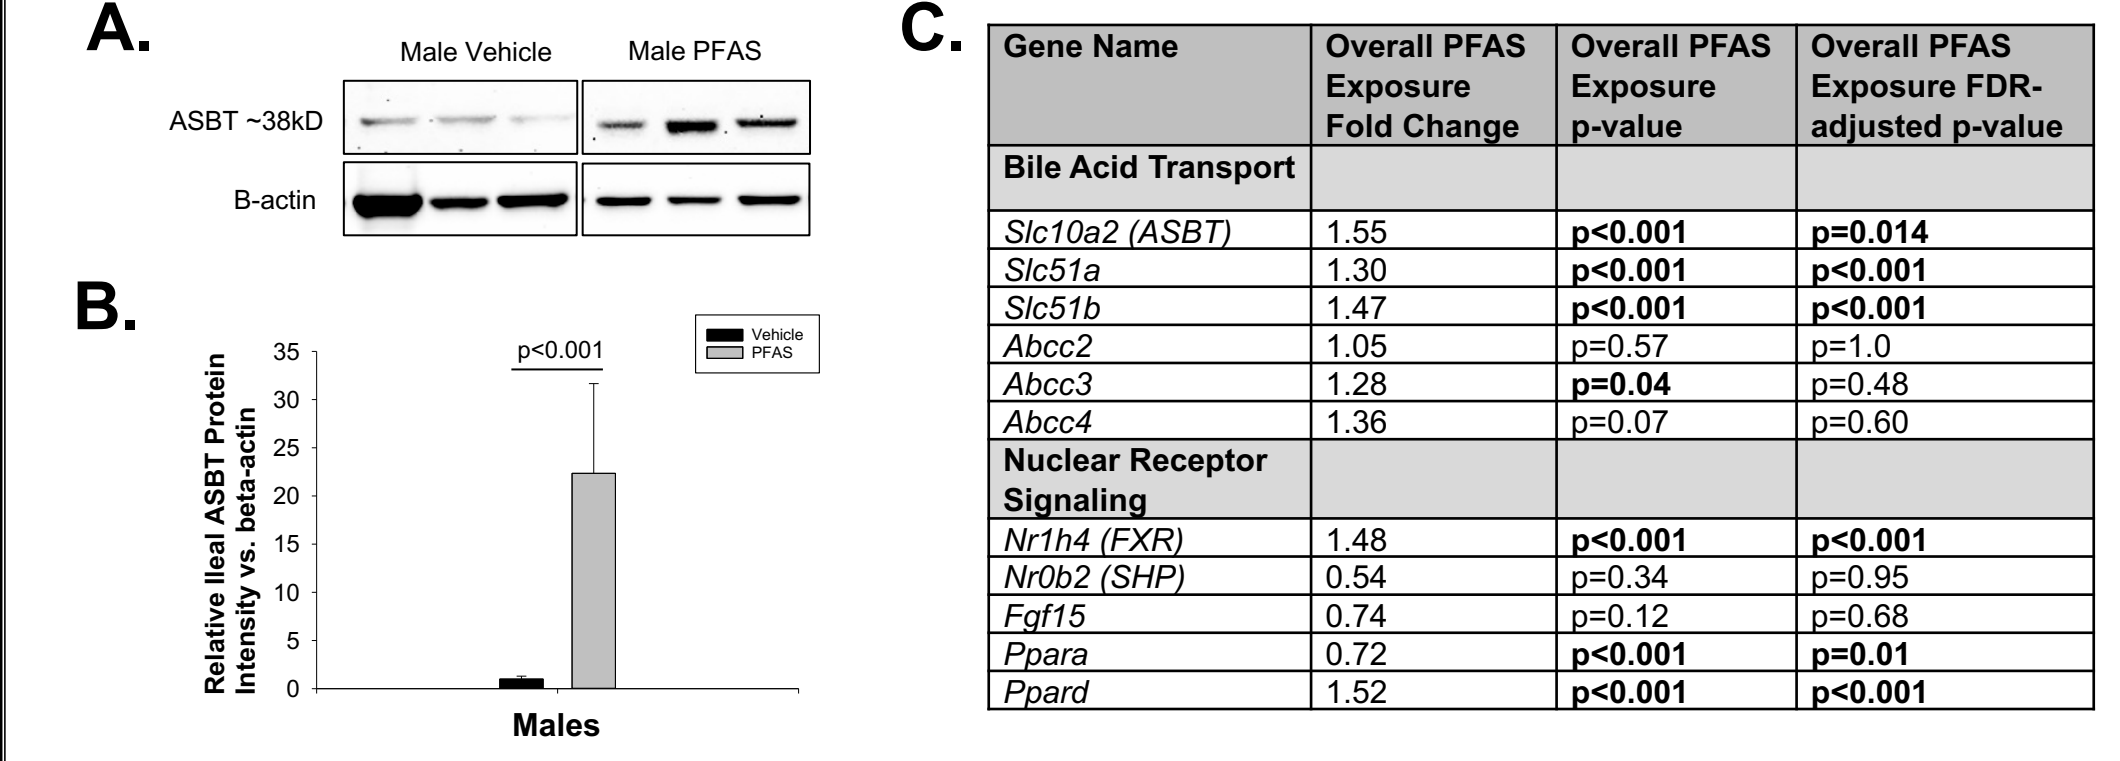 A.
Male Vehicle
Male PFAS
ASBT ~38kD
B-actin
B.
Vehicle
PFAS
p<0.001
35
30
25
20
15
10
5
0
Relative Ileal ASBT Protein
Intensity vs. beta-actin
Males
C.
Gene Name
Overall PFAS
Exposure
Fold Change
Overall PFAS
Exposure
p-value
Overall PFAS
Exposure FDR-
adjusted p-value
Bile Acid Transport
Slc10a2 (ASBT) 1.55 p<0.001 p=0.014
Slc51a 1.30 p<0.001 p<0.001
Slc51b 1.47 p<0.001 p<0.001
Abcc2 1.05 p=0.57 p=1.0
Abcc3 1.28 p=0.04 p=0.48
Abcc4 1.36 p=0.07 p=0.60
Nuclear Receptor
Signaling
Nr1h4 (FXR) 1.48 p<0.001 p<0.001
Nr0b2 (SHP) 0.54 p=0.34 p=0.95
Fgf15 0.74 p=0.12 p=0.68
Ppara 0.72 p<0.001 p=0.01
Ppard 1.52 p<0.001 p<0.001